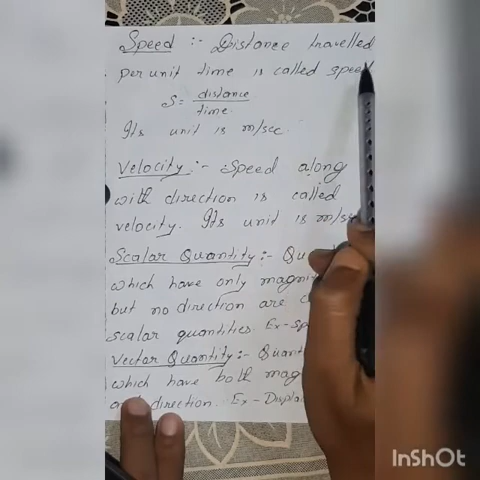 Speed :- Distance travelled
per unit time is called speed
S = distance
time.
Its unit is m/sec.
Velocity :- Speed along
with direction is called
velocity. Its unit is m/s
Scalar Quantity :-
which have only
but no direction are
scalar quantities. Ex-
Vector Quantity :-
which have both
direction. Ex-
InShOt